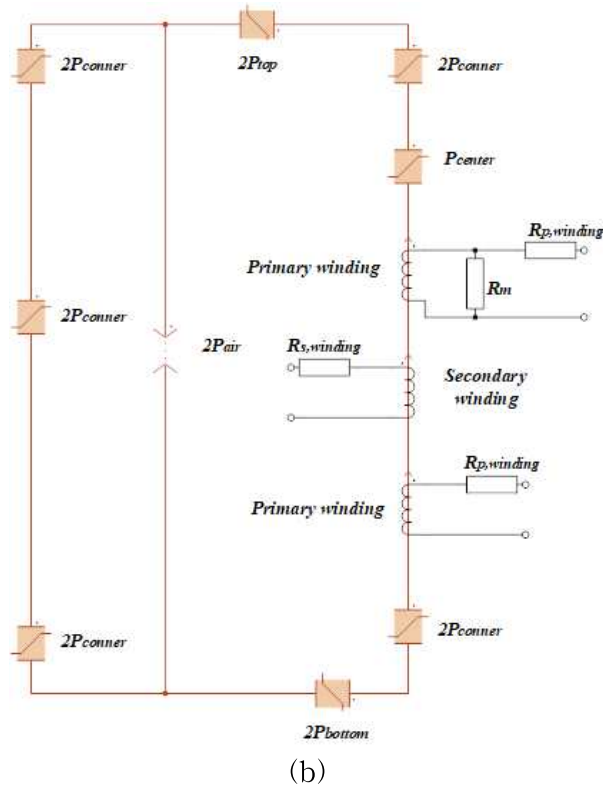 2Pconner
2Ptop
2Pconner
Pcenter
Rp,winding
Primary winding
Rm
2Pconner
2Pair
Rs,winding
Secondary
winding
Rp,winding
Primary winding
2Pconner
2Pconner
2Pbottom
(b)